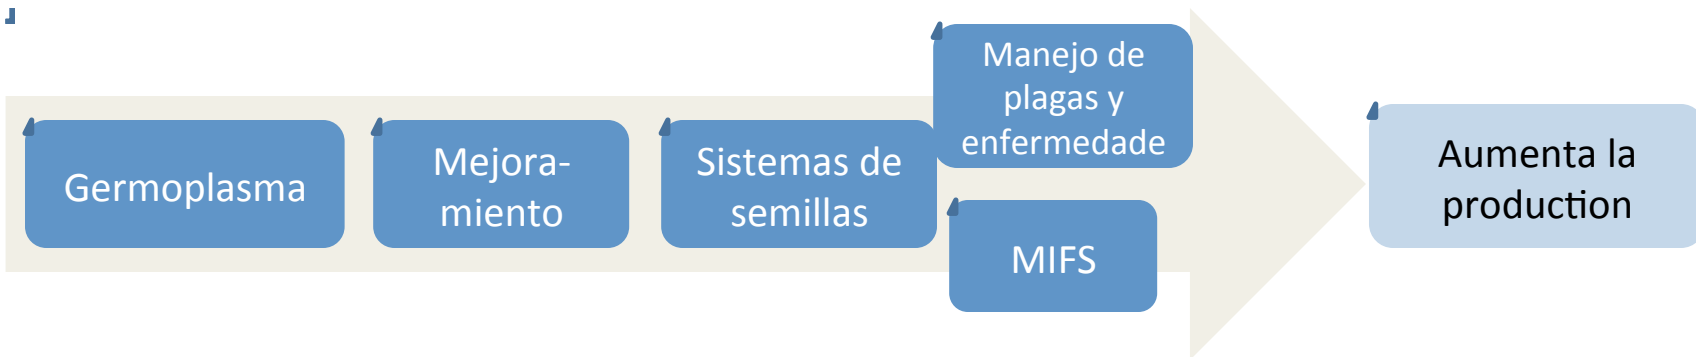 Germoplasma
Mejora-
miento
Sistemas de
semillas
Manejo de
plagas y
enfermedade
MIFS
Aumenta la
production